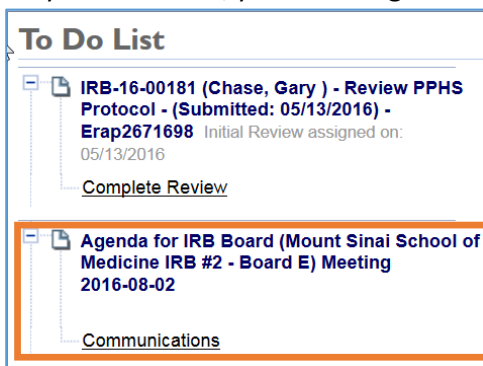 To Do List
IRB-16-00181 (Chase, Gary ) - Review PPHS
Protocol - (Submitted: 05/13/2016) -
Erap2671698 Initial Review assigned on:
05/13/2016
Complete Review
Agenda for IRB Board (Mount Sinai School of
Medicine IRB #2 - Board E) Meeting
2016-08-02
Communications